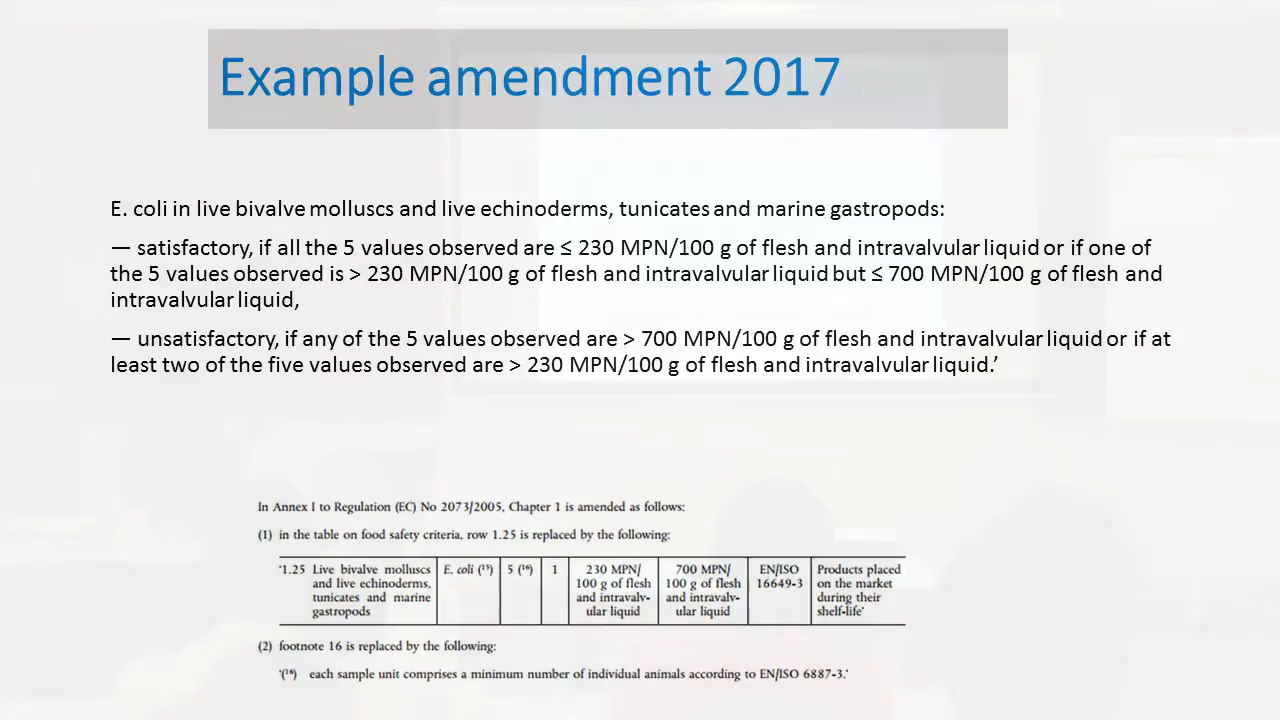 Example amendment 2017
E. coli in live bivalve molluscs and live echinoderms, tunicates and marine gastropods:
— satisfactory, if all the 5 values observed are ≤ 230 MPN/100 g of flesh and intravalvular liquid or if one of
the 5 values observed is > 230 MPN/100 g of flesh and intravalvular liquid but ≤ 700 MPN/100 g of flesh and
intravalvular liquid,
— unsatisfactory, if any of the 5 values observed are > 700 MPN/100 g of flesh and intravalvular liquid or if at
least two of the five values observed are > 230 MPN/100 g of flesh and intravalvular liquid.’
In Annex I to Regulation (EC) No 2073/2005, Chapter 1 is amended as follows:
(1) in the table on food safety criteria, row 1.25 is replaced by the following:
‘1.25 Live bivalve molluscs E. coli (¹⁵) 5 (¹⁶) 1 230 MPN/ 700 MPN/ EN/ISO Products placed
and live echinoderms, 100 g of flesh 100 g of flesh 16649-3 on the market
tunicates and marine and intravalv- and intravalv- during their
gastropods ular liquid ular liquid shelf-life’
(2) footnote 16 is replaced by the following:
‘(¹⁶) each sample unit comprises a minimum number of individual animals according to EN/ISO 6887-3.’